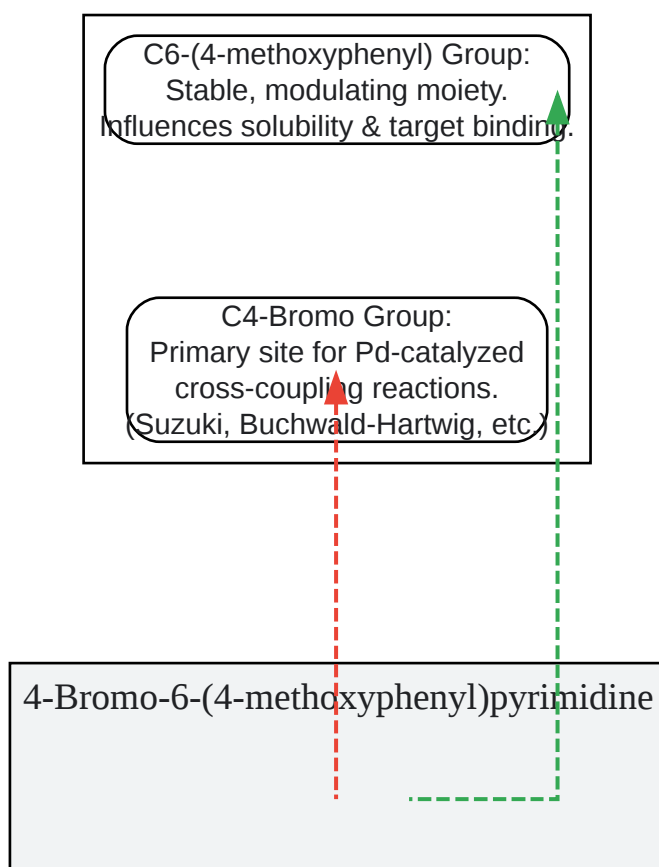 C6-(4-methoxyphenyl) Group:
Stable, modulating moiety.
Influences solubility & target binding.
C4-Bromo Group:
Primary site for Pd-catalyzed
cross-coupling reactions.
(Suzuki, Buchwald-Hartwig, etc.)
4-Bromo-6-(4-methoxyphenyl)pyrimidine